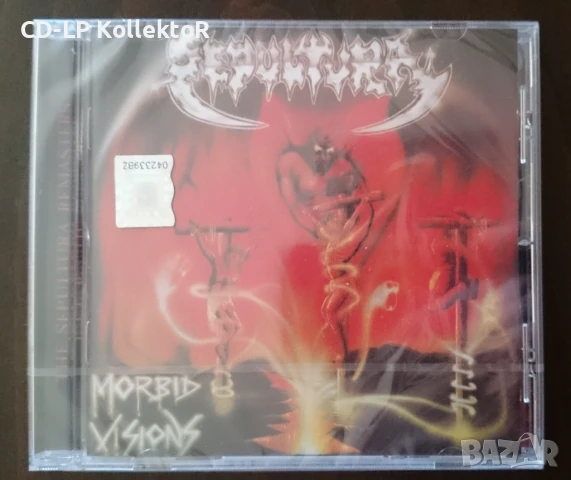 CD-LP KollektoR
SEPULTURA
04233982
THE SEPULTURA REMASTERS
MORBID
VISIONS
BAZAR